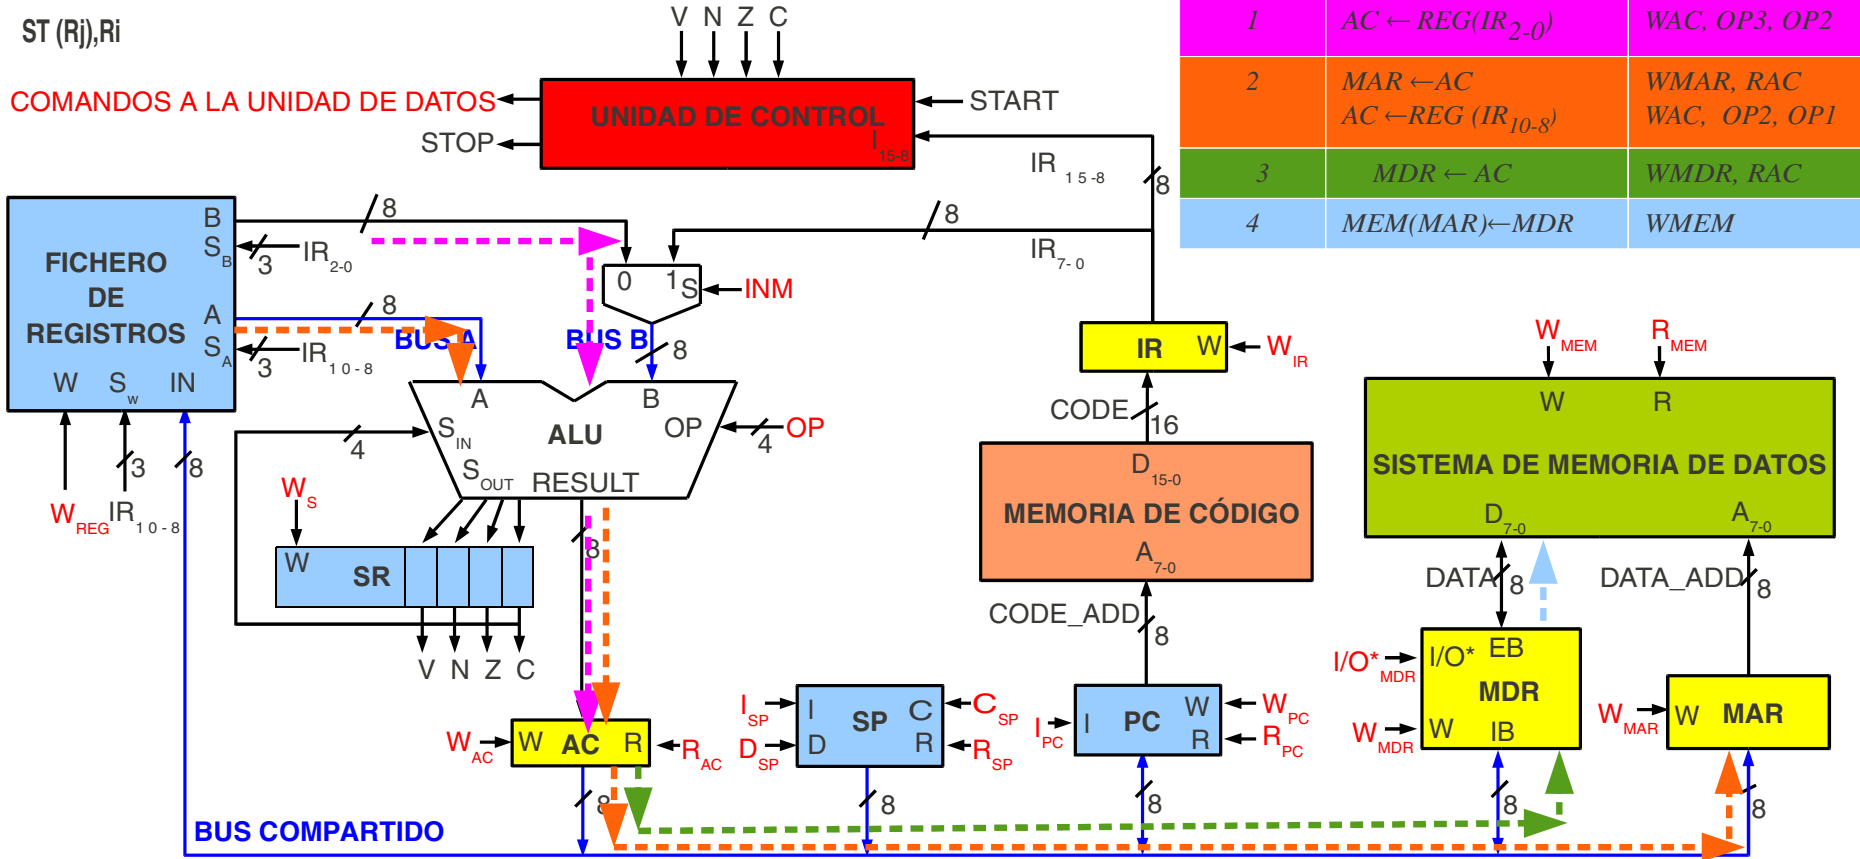 ST (Rj),Ri
V N Z C
COMANDOS A LA UNIDAD DE DATOS
STOP
UNIDAD DE CONTROL
I15-8
START
IR 15-8
8
1 AC ← REG(IR2-0) WAC, OP3, OP2
2 MAR ←AC WMAR, RAC
AC ←REG (IR10-8) WAC, OP2, OP1
3 MDR ← AC WMDR, RAC
4 MEM(MAR)←MDR WMEM
FICHERO
DE
REGISTROS
B
SB
A
SA
W Sw IN
8
3 IR2-0
8
3 IR10-8
WREG IR10-8
3
8
8
IR7-0
0 1 S
INM
BUS A
BUS B
8
A B
SIN
ALU
OP
4
OP
4
SOUT RESULT
WS
W SR
V N Z C
8
WAC
W AC R
RAC
8
BUS COMPARTIDO
ISP
DSP
I SP C
D R
CSP
RSP
8
IPC
I PC W
R
WPC
RPC
8
IR W
WIR
CODE
16
D15-0
MEMORIA DE CÓDIGO
A7-0
CODE_ADD
8
WMEM RMEM
W R
SISTEMA DE MEMORIA DE DATOS
D7-0 A7-0
DATA 8
DATA_ADD 8
I/O*MDR
I/O* EB
MDR
WMDR
W IB
8
WMAR
W MAR
8